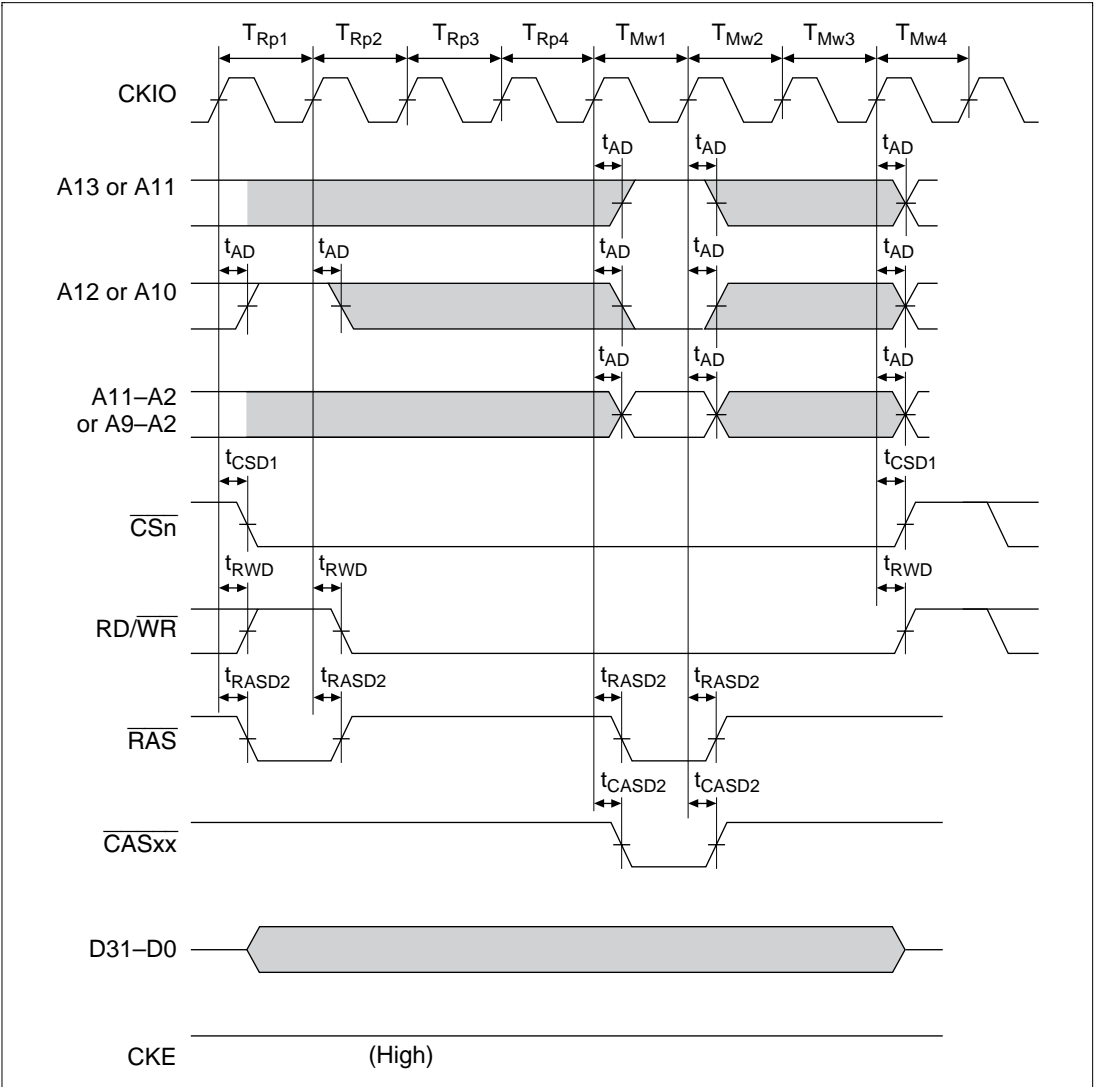 TRp1 TRp2 TRp3 TRp4 TMw1 TMw2 TMw3 TMw4
CKIO
tAD tAD tAD
A13 or A11
tAD tAD tAD tAD tAD
A12 or A10
tAD tAD tAD
A11–A2
or A9–A2
tCSD1 tCSD1
CSn
tRWD tRWD tRWD
RD/WR
tRASD2 tRASD2 tRASD2 tRASD2
RAS
tCASD2 tCASD2
CASxx
D31–D0
CKE (High)